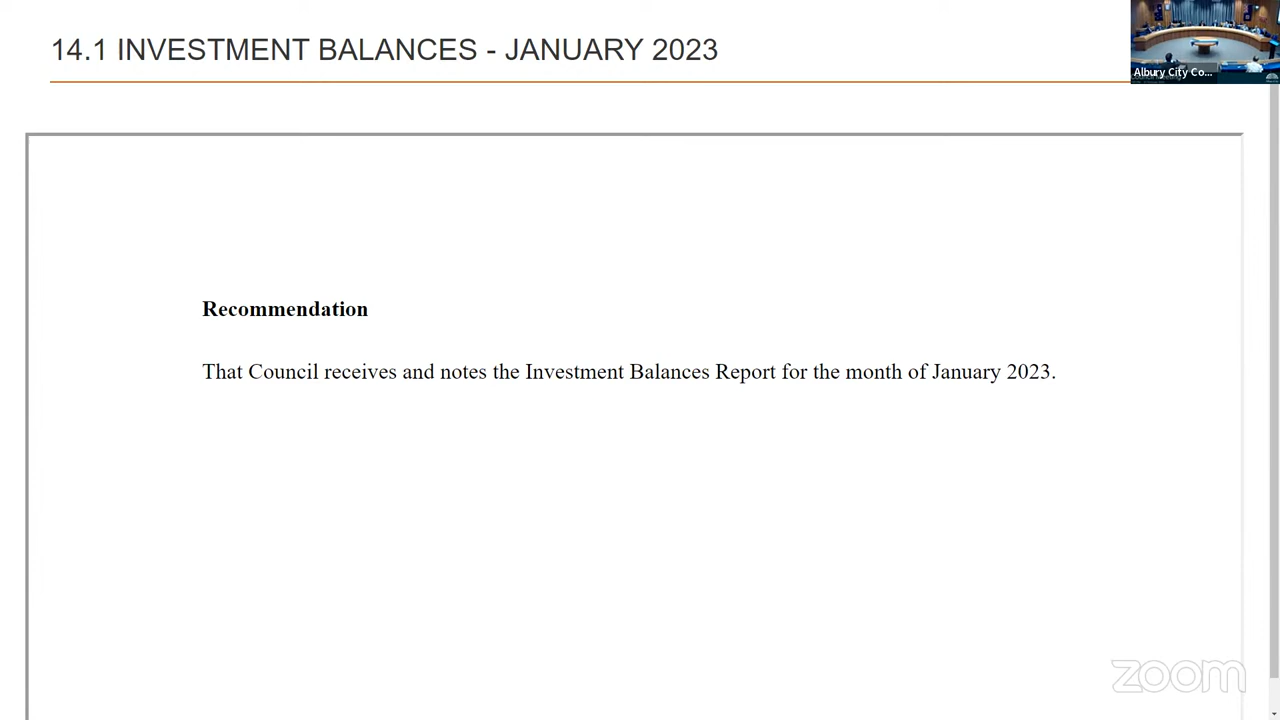 14.1 INVESTMENT BALANCES - JANUARY 2023
Albury City Co...
Recommendation
That Council receives and notes the Investment Balances Report for the month of January 2023.
zoom